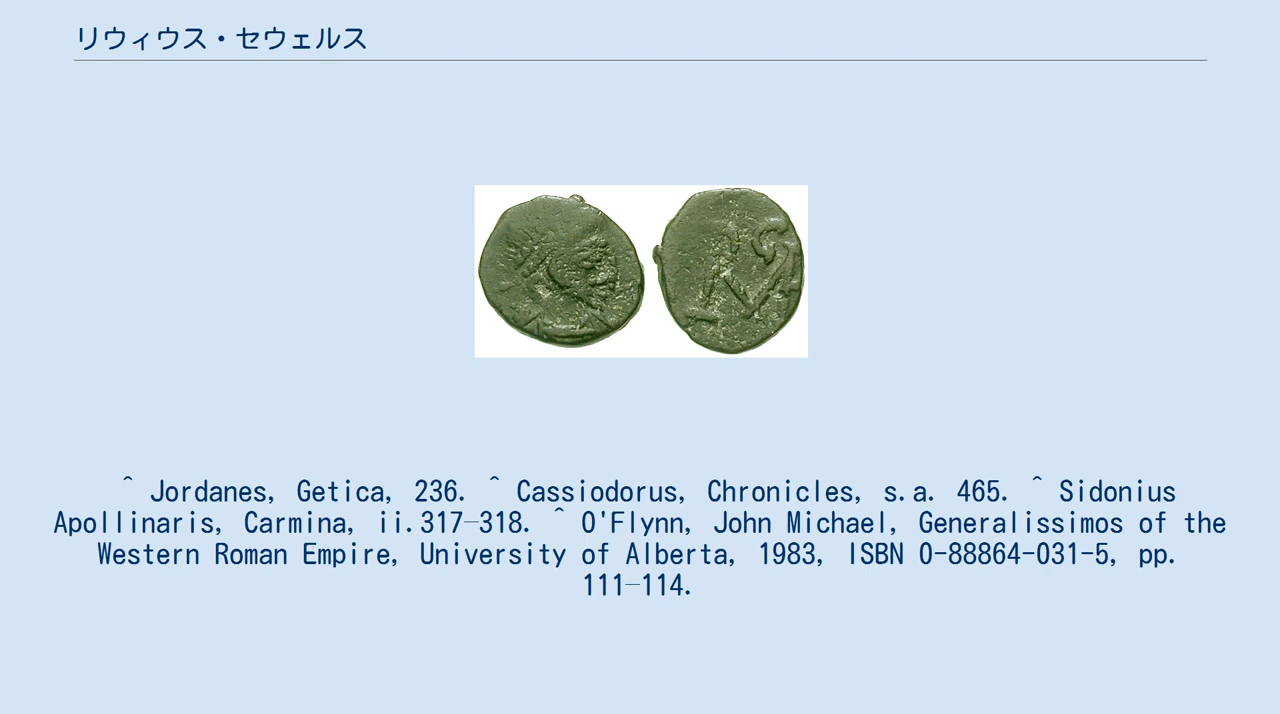 リウィウス・セウェルス
^ Jordanes, Getica, 236. ^ Cassiodorus, Chronicles, s.a. 465. ^ Sidonius
Apollinaris, Carmina, ii.317–318. ^ O'Flynn, John Michael, Generalissimos of the
Western Roman Empire, University of Alberta, 1983, ISBN 0-88864-031-5, pp.
111–114.